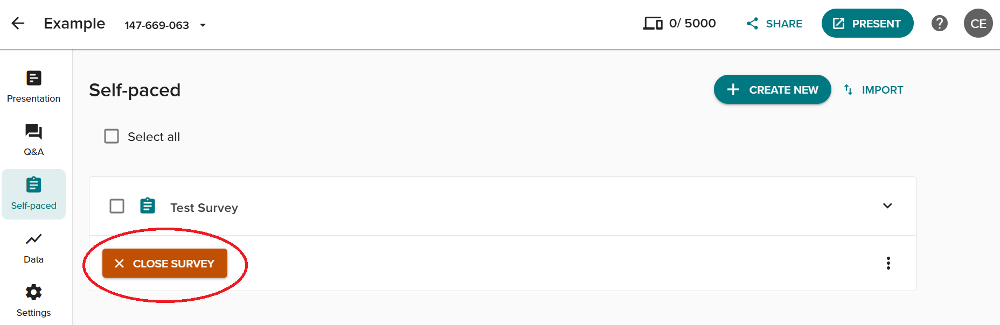 Example 147-669-063 0/ 5000 SHARE PRESENT ? CE
Presentation
Q&A
Self-paced
Data
Settings
Self-paced CREATE NEW IMPORT
Select all
Test Survey
CLOSE SURVEY